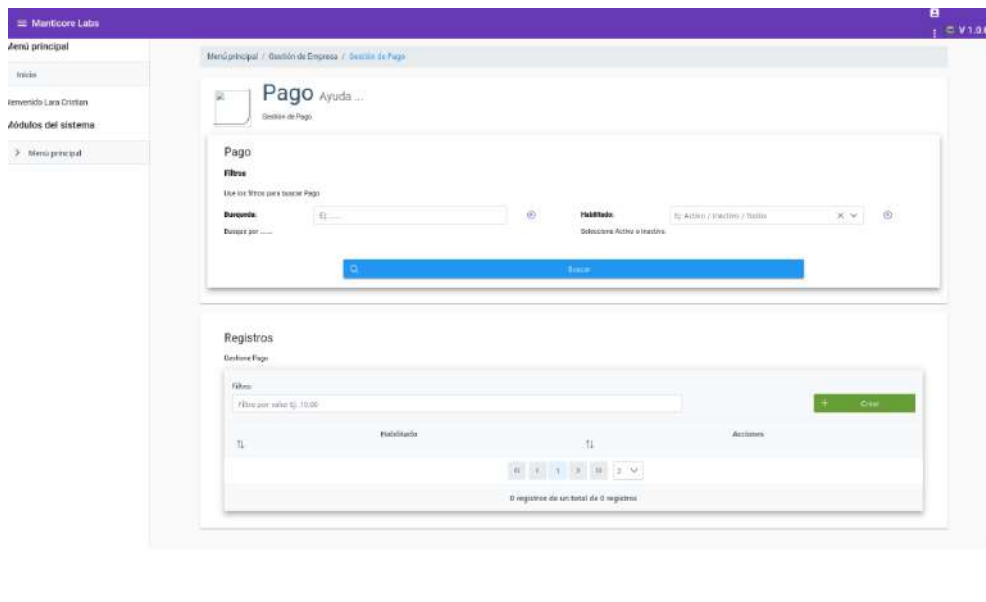 Manticore Labs
V 1.0.
Menú principal
Inicio
Bienvenido Lara Cristian
Módulos del sistema
Menú principal
Menú principal / Gestión de Empresa / Gestión de Pago
Pago Ayuda ...
Gestión de Pago
Pago
Filtros
Use los filtros para buscar Pago
Busqueda:
Ej: .....
Habilitado:
Ej: Activo / Inactivo / Todos
Busque por ......
Seleccione Activo o Inactivo.
Buscar
Registros
Gestione Pago
Filtro:
Filtre por valor Ej: 10.00
+ Crear
Habilitado
Acciones
1
2
0 registros de un total de 0 registros